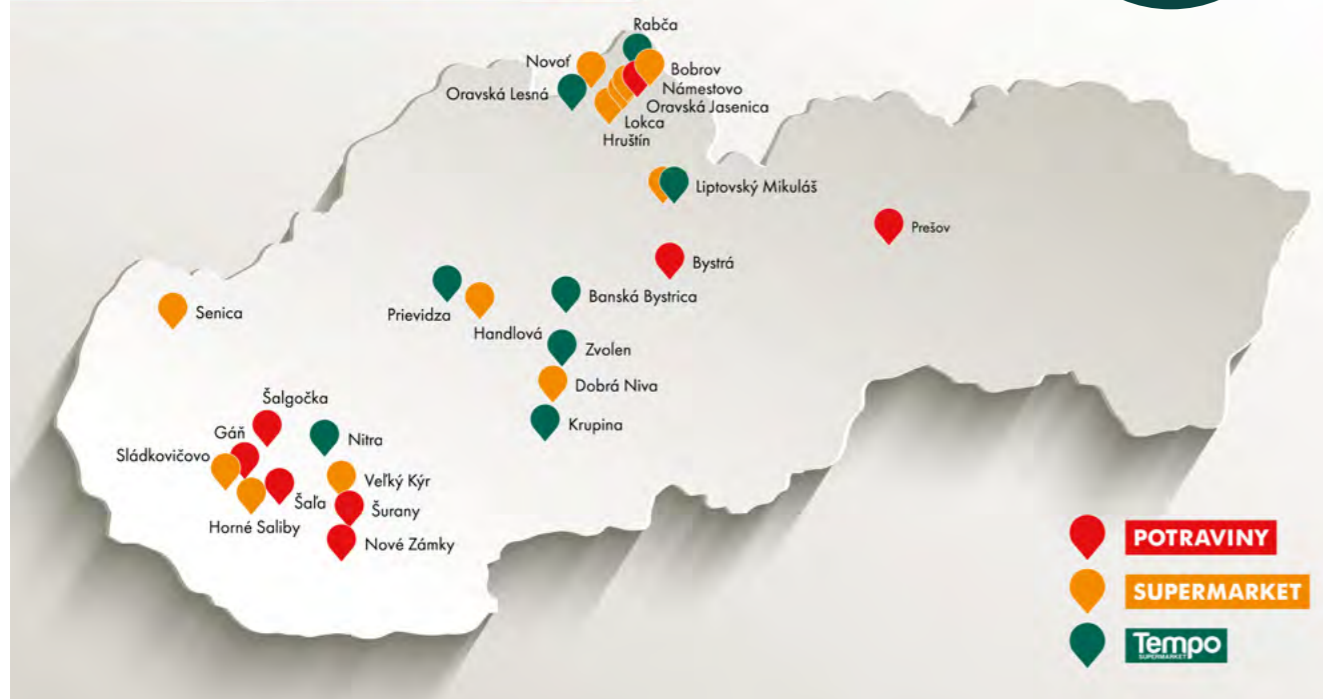 Rabča
Novoť
Bobrov
Oravská Lesná
Námestovo
Oravská Jasenica
Lokca
Hruštín
Liptovský Mikuláš
Prešov
Bystrá
Senica
Prievidza
Banská Bystrica
Handlová
Zvolen
Dobrá Niva
Šalgočka
Krupina
Gáň
Nitra
Sládkovičovo
Veľký Kýr
Šaľa
Šurany
Horné Saliby
Nové Zámky
POTRAVINY
SUPERMARKET
Tempo
SUPERMARKET